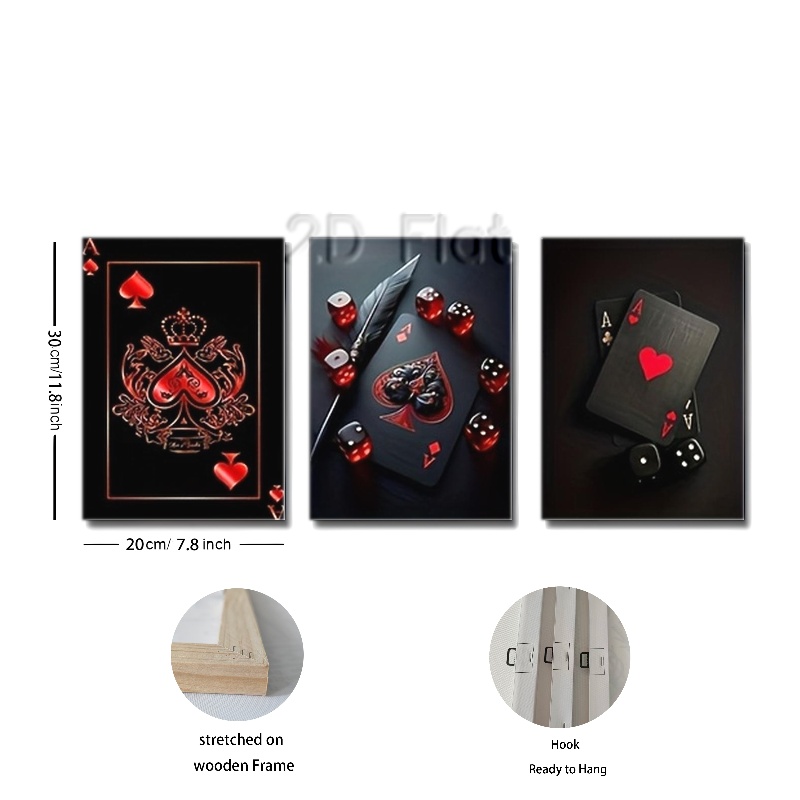 2D Flat
A
A
A
A
A
A
A
A
30cm/11.8inch
20cm/ 7.8 inch
stretched on
wooden Frame
Hook
Ready to Hang